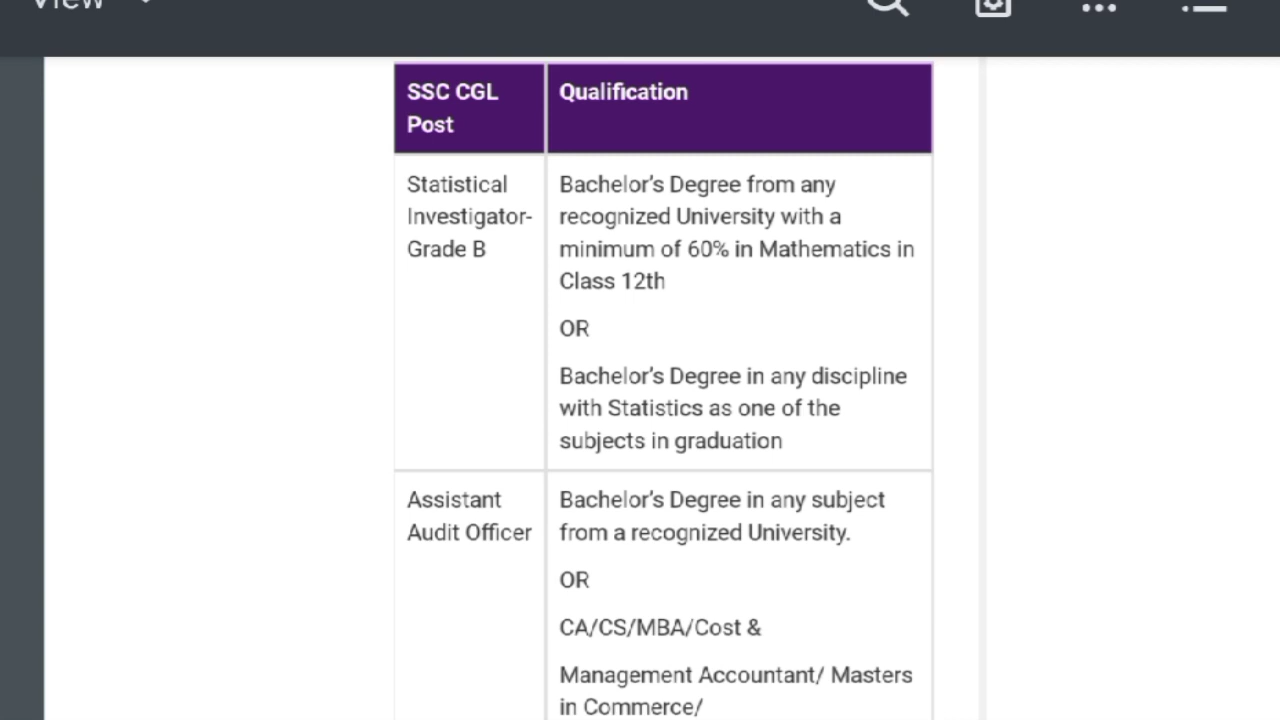 View
SSC CGL
Post
Qualification
Statistical
Investigator-
Grade B
Bachelor's Degree from any
recognized University with a
minimum of 60% in Mathematics in
Class 12th
OR
Bachelor's Degree in any discipline
with Statistics as one of the
subjects in graduation
Assistant
Audit Officer
Bachelor's Degree in any subject
from a recognized University.
OR
CA/CS/MBA/Cost &
Management Accountant/ Masters
in Commerce/